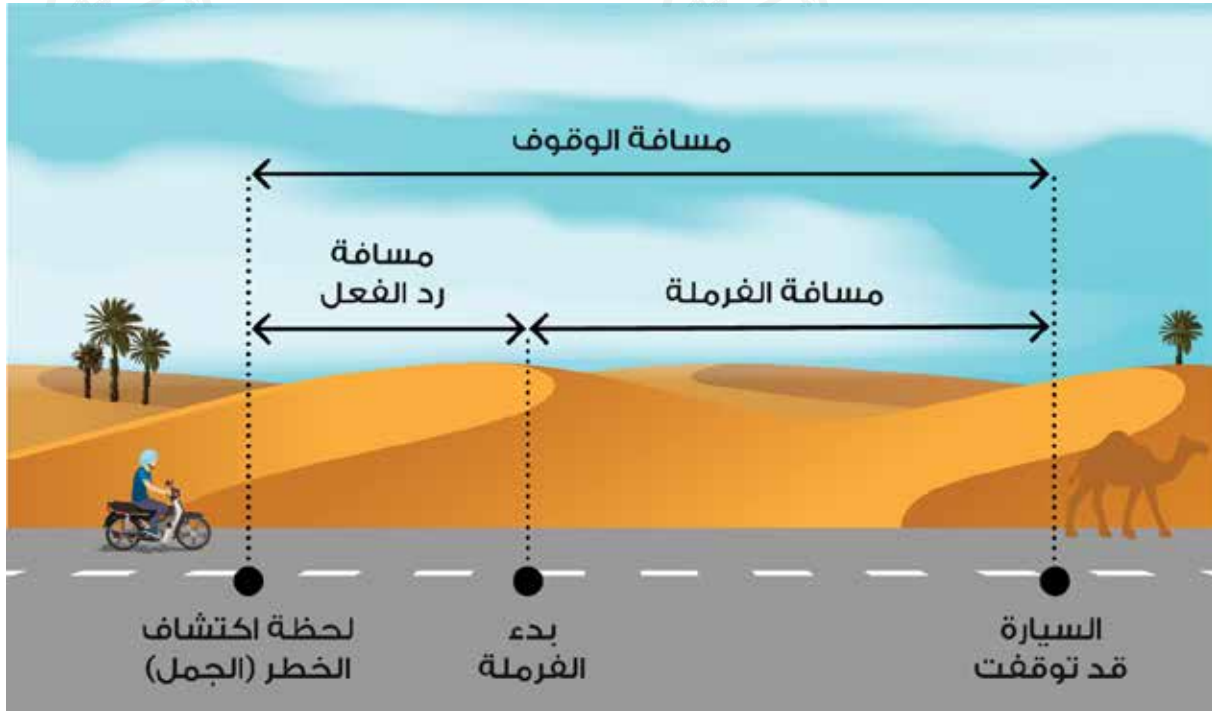 مسافة الوقوف
مسافة
رد الفعل
مسافة الفرملة
لحظة اكتشاف
الخطر (الجمل)
بدء
الفرملة
السيارة
قد توقفت